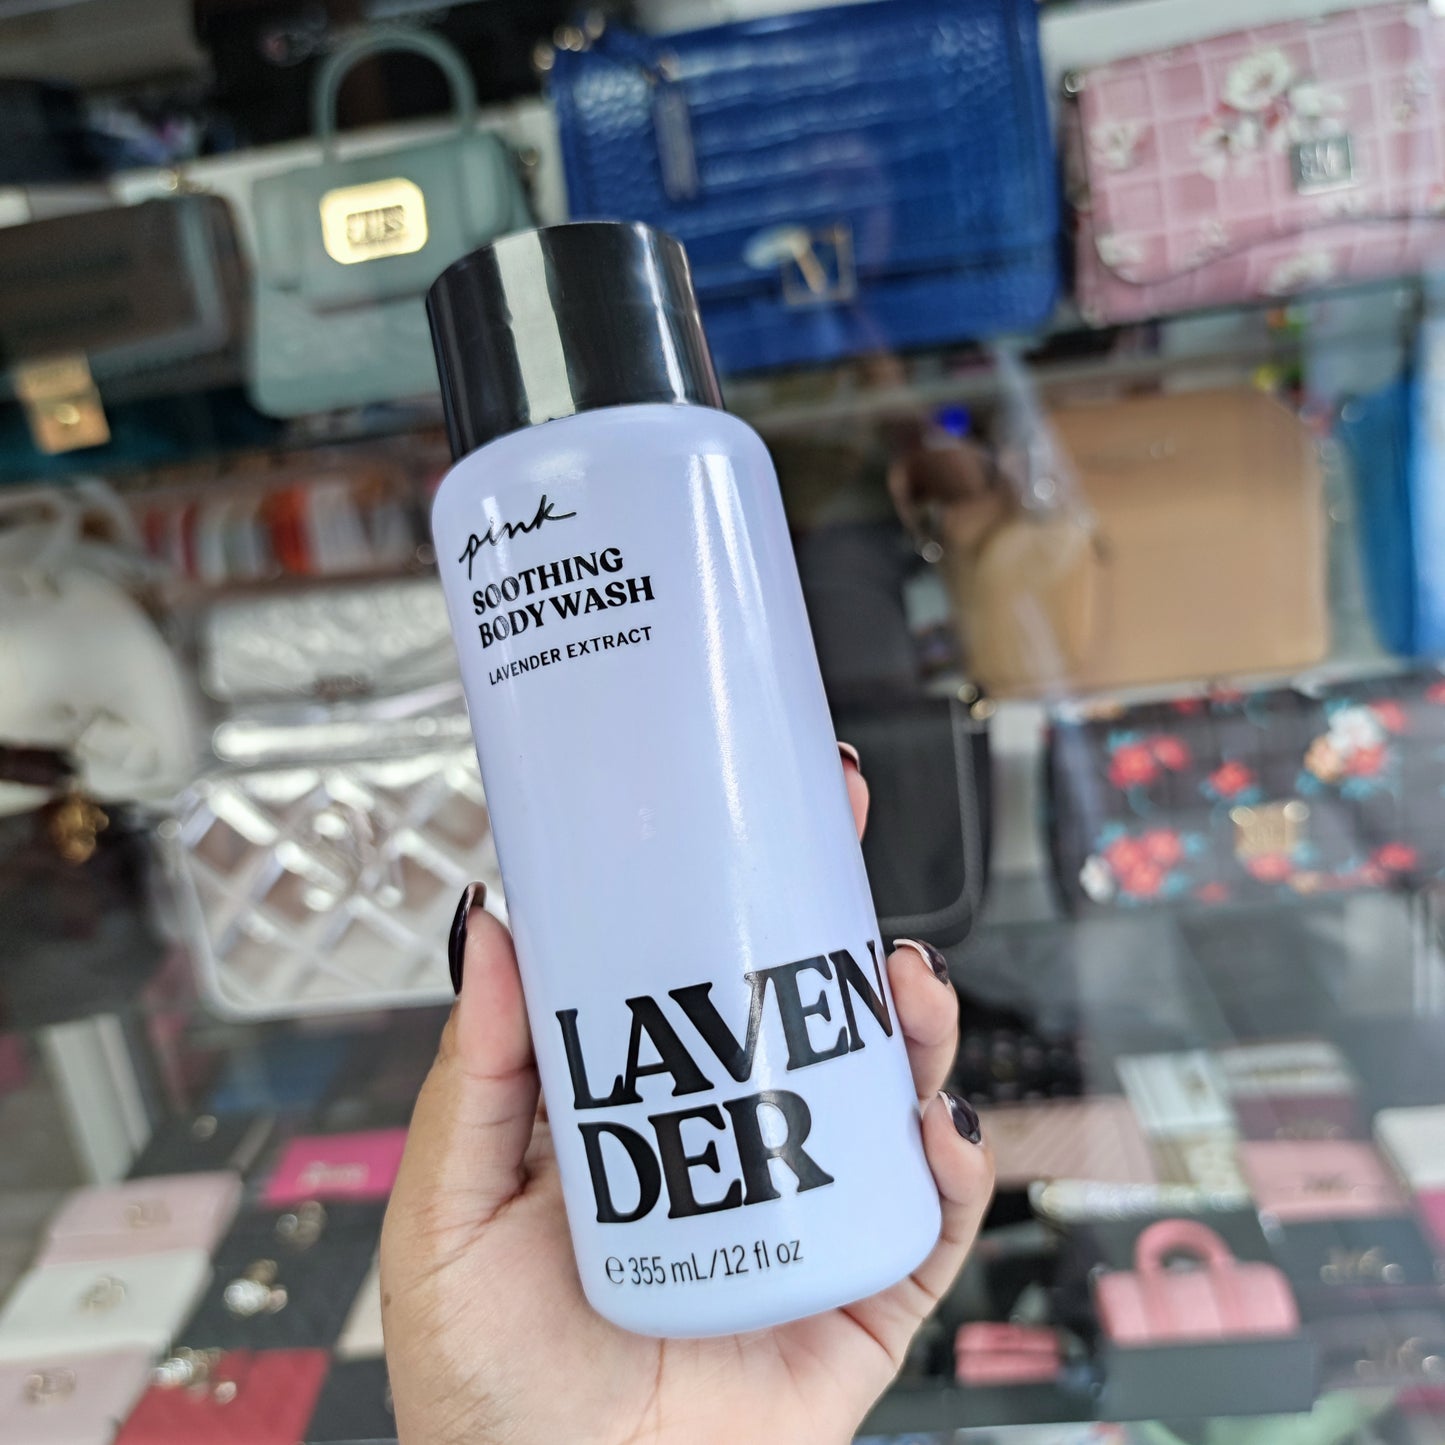 pink
SOOTHING
BODY WASH
LAVENDER EXTRACT
LAVEN
DER
℮ 355 mL/12 fl oz